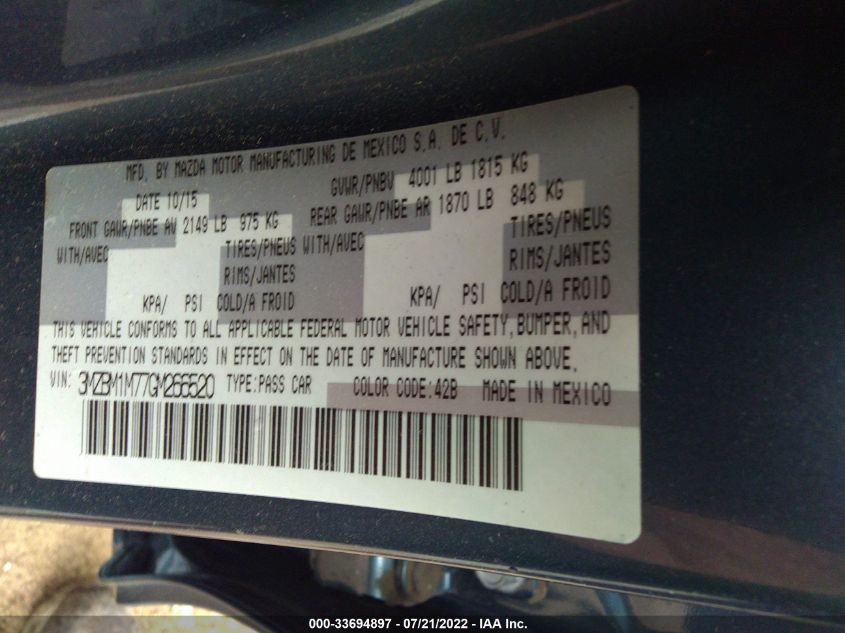 MFD. BY MAZDA MOTOR MANUFACTURING DE MEXICO S.A. DE C.V.
DATE 10/15 GVWR/PNBV 4001 LB 1815 KG
FRONT GAWR/PNBE AV 2149 LB 975 KG REAR GAWR/PNBE AR 1870 LB 848 KG
WITH/AVEC TIRES/PNEUS WITH/AVEC TIRES/PNEUS
RIMS/JANTES RIMS/JANTES
KPA/ PSI COLD/A FROID KPA/ PSI COLD/A FROID
THIS VEHICLE CONFORMS TO ALL APPLICABLE FEDERAL MOTOR VEHICLE SAFETY, BUMPER, AND
THEFT PREVENTION STANDARDS IN EFFECT ON THE DATE OF MANUFACTURE SHOWN ABOVE.
VIN: 3MZBM1M77GM266520 TYPE:PASS CAR COLOR CODE:42B MADE IN MEXICO
000-33694897 - 07/21/2022 - IAA Inc.